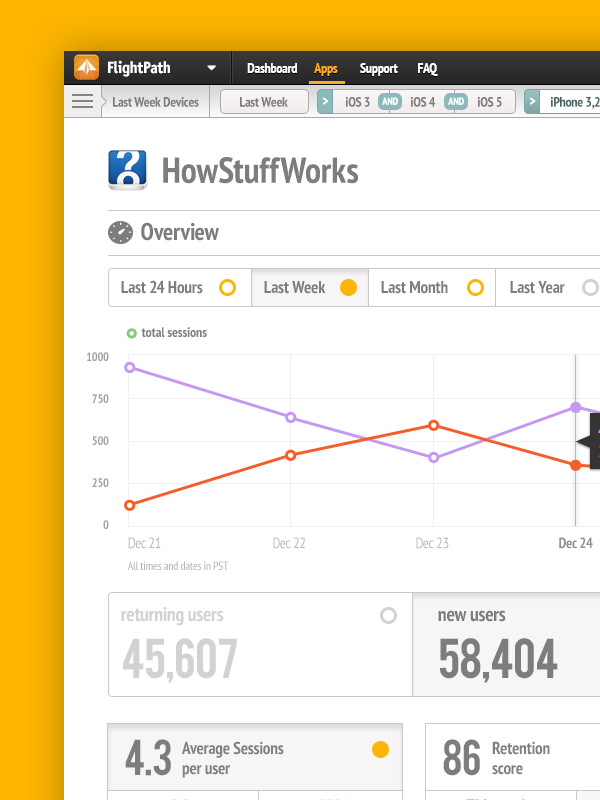 FlightPath
Dashboard Apps Support FAQ
Last Week Devices Last Week > iOS 3 AND iOS 4 AND iOS 5 > iPhone 3,2
HowStuffWorks
Overview
Last 24 Hours Last Week Last Month Last Year
total sessions
1000
750
500
250
0
Dec 21 Dec 22 Dec 23 Dec 24
All times and dates in PST
returning users new users
45,607 58,404
4.3 Average Sessions per user
86 Retention score